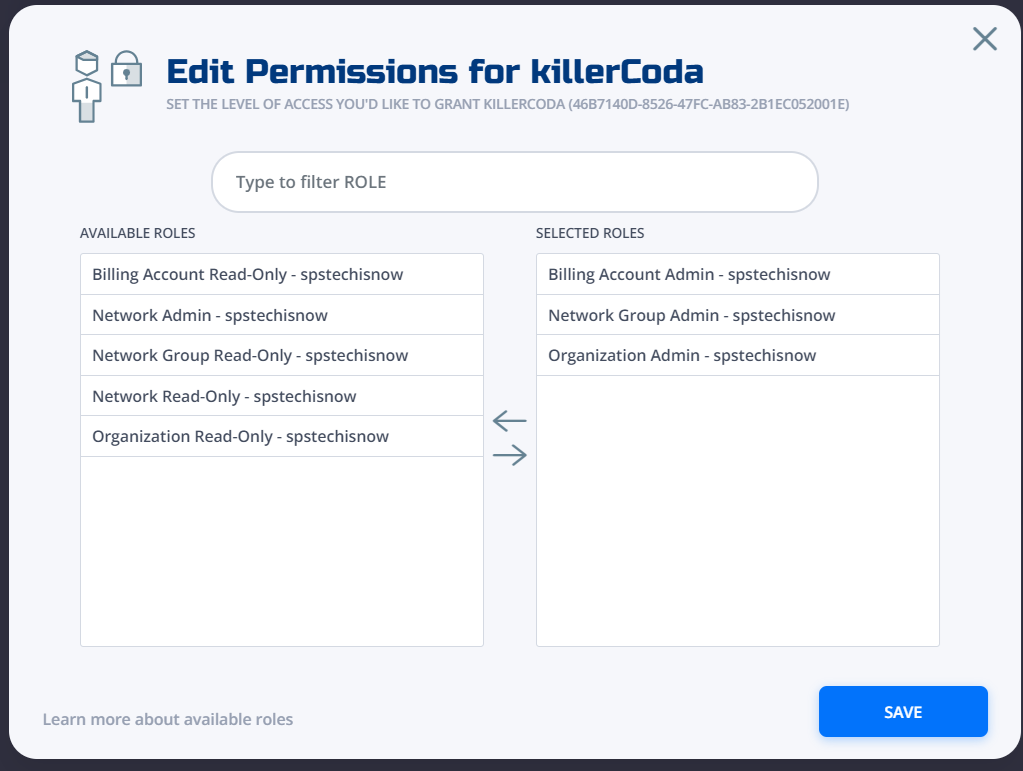 Edit Permissions for killerCoda
SET THE LEVEL OF ACCESS YOU'D LIKE TO GRANT KILLERCODA (46B7140D-8526-47FC-AB83-2B1EC052001E)
Type to filter ROLE
AVAILABLE ROLES
Billing Account Read-Only - spstechisnow
Network Admin - spstechisnow
Network Group Read-Only - spstechisnow
Network Read-Only - spstechisnow
Organization Read-Only - spstechisnow
SELECTED ROLES
Billing Account Admin - spstechisnow
Network Group Admin - spstechisnow
Organization Admin - spstechisnow
Learn more about available roles
SAVE